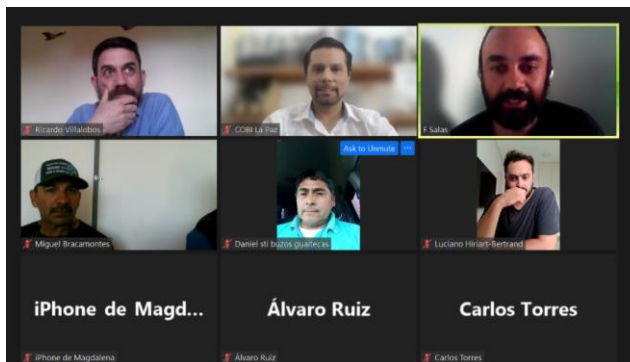 Ricardo Villalobos
COBI La Paz
F Salas
Ask to Unmute ...
Miguel Bracamontes
Daniel sti buzos guaitecas
Luciano Hiriart-Bertrand
iPhone de Magd...
Álvaro Ruiz
Carlos Torres
iPhone de Magdalena
Álvaro Ruiz
Carlos Torres